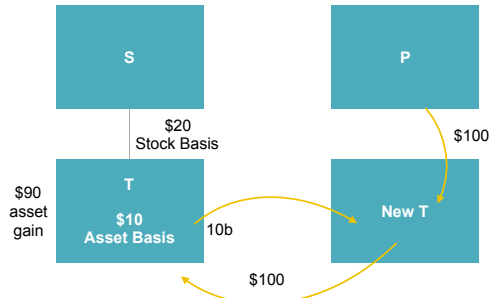 S
P
$20
Stock Basis
$100
$90
asset
gain
T
$10
Asset Basis
10b
New T
$100